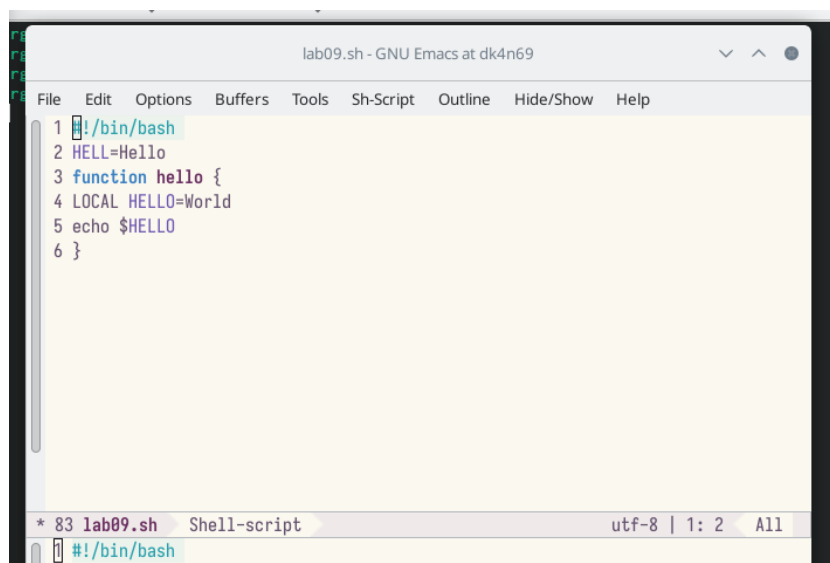 lab09.sh - GNU Emacs at dk4n69
File Edit Options Buffers Tools Sh-Script Outline Hide/Show Help
1 #!/bin/bash
2 HELL=Hello
3 function hello {
4 LOCAL HELLO=World
5 echo $HELLO
6 }
* 83 lab09.sh Shell-script utf-8 | 1: 2 All
1 #!/bin/bash